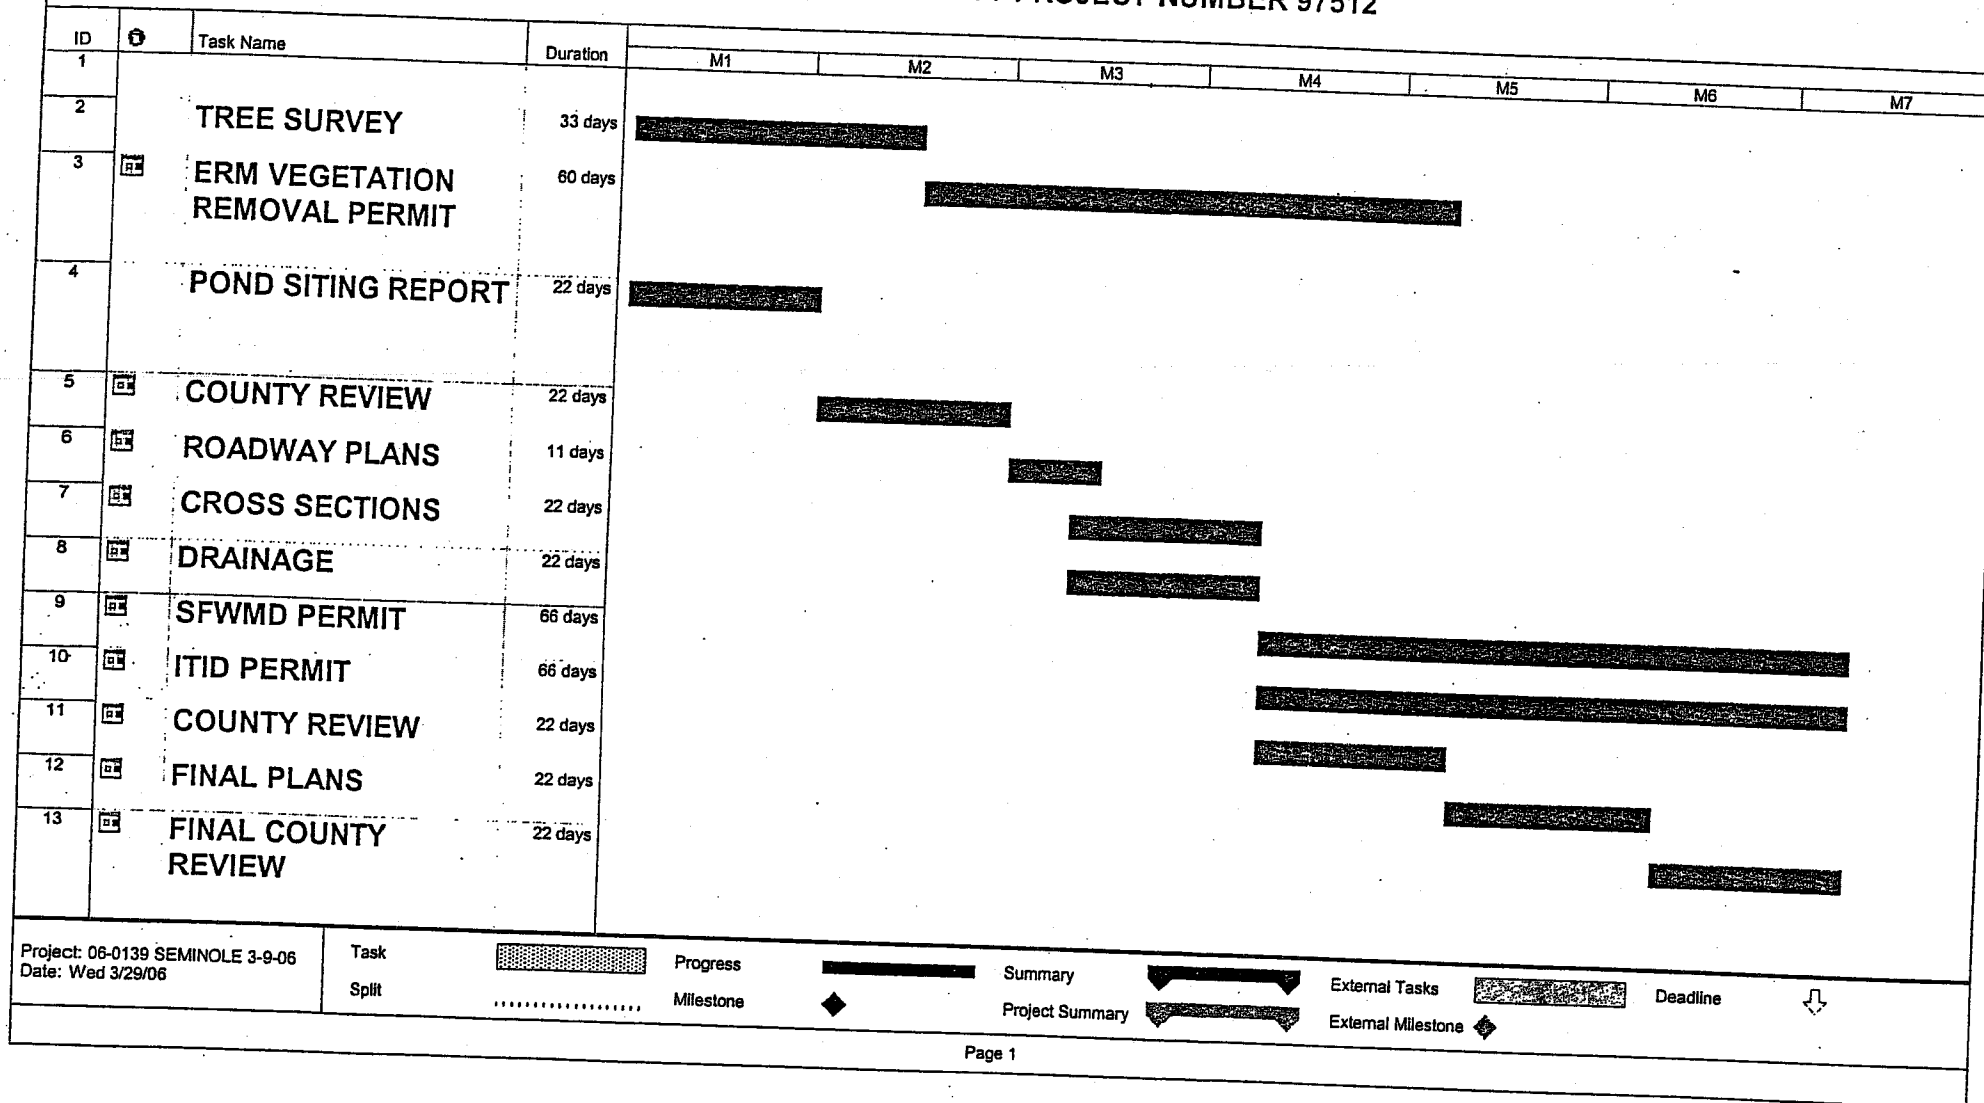 PROJECT NUMBER 97512
ID Task Name Duration M1 M2 M3 M4 M5 M6 M7
1
2 TREE SURVEY 33 days
3 ERM VEGETATION 60 days
REMOVAL PERMIT
4 POND SITING REPORT 22 days
5 COUNTY REVIEW 22 days
6 ROADWAY PLANS 11 days
7 CROSS SECTIONS 22 days
8 DRAINAGE 22 days
9 SFWMD PERMIT 66 days
10 ITID PERMIT 66 days
11 COUNTY REVIEW 22 days
12 FINAL PLANS 22 days
13 FINAL COUNTY 22 days
REVIEW
Project: 06-0139 SEMINOLE 3-9-06
Date: Wed 3/29/06
Task Progress Summary External Tasks Deadline
Split Milestone Project Summary External Milestone
Page 1